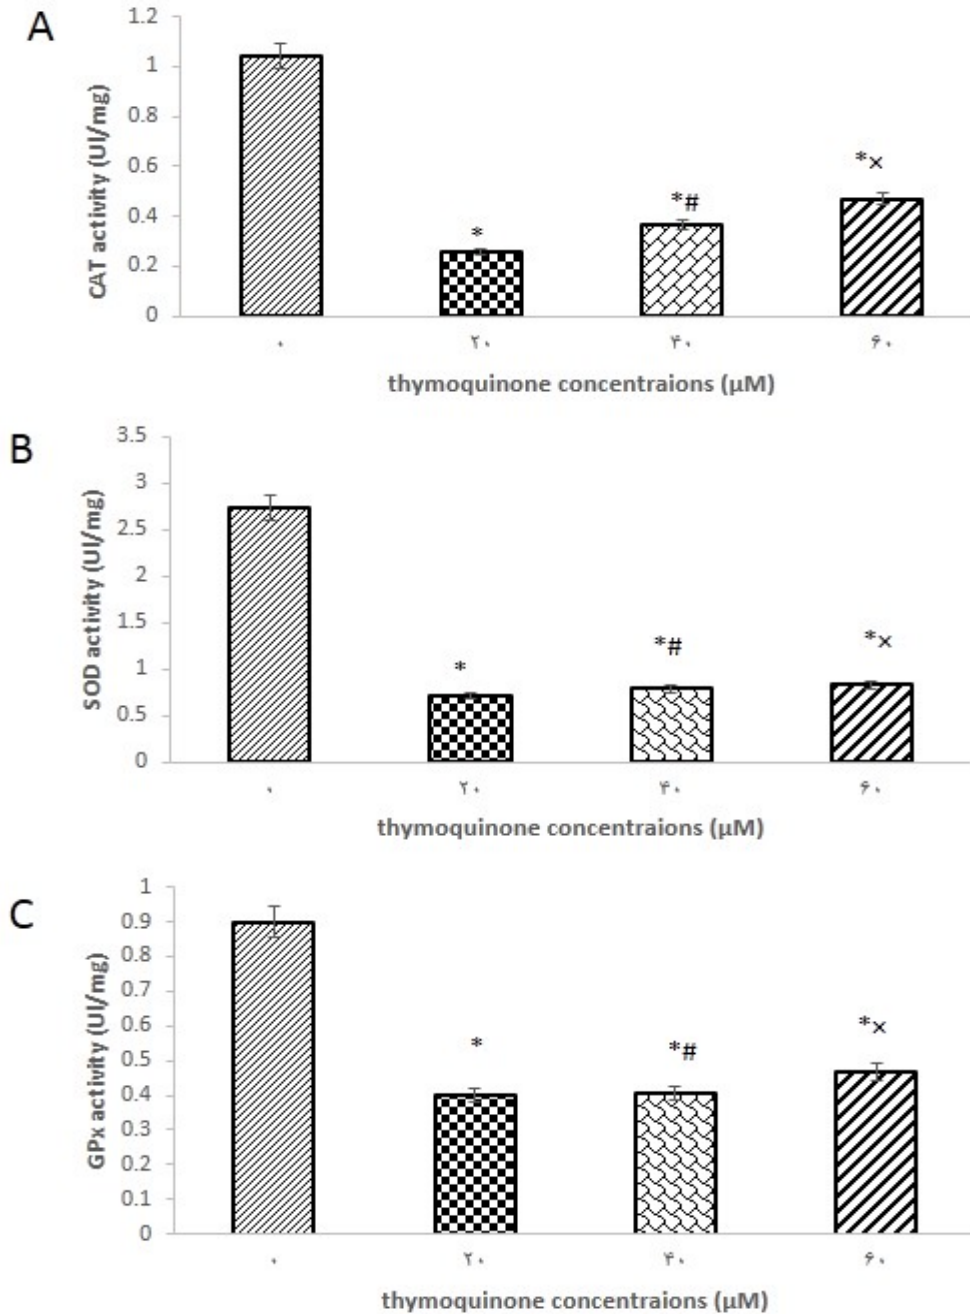 A
CAT activity (UI/mg)
1.2
1
0.8
0.6
0.4
0.2
0
*
*#
*×
۰ ۲۰ ۴۰ ۶۰
thymoquinone concentraions (µM)
B
SOD activity (UI/mg)
3.5
3
2.5
2
1.5
1
0.5
0
*
*#
*×
۰ ۲۰ ۴۰ ۶۰
thymoquinone concentraions (µM)
C
GPx activity (UI/mg)
1
0.9
0.8
0.7
0.6
0.5
0.4
0.3
0.2
0.1
0
*
*#
*×
۰ ۲۰ ۴۰ ۶۰
thymoquinone concentraions (µM)